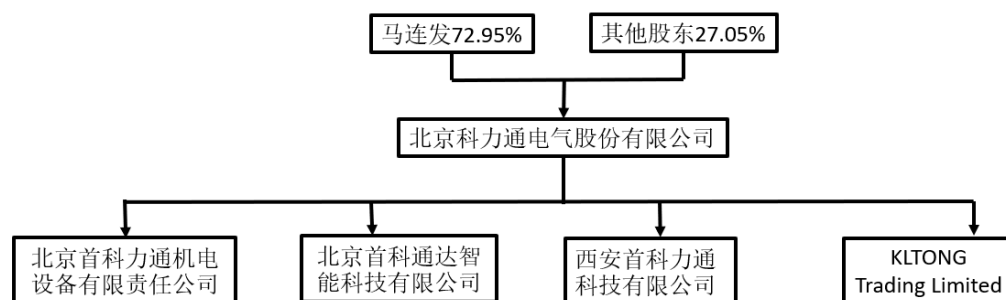 马连发72.95%
其他股东27.05%
北京科力通电气股份有限公司
北京首科力通机电
设备有限责任公司
北京首科通达智
能科技有限公司
西安首科力通
科技有限公司
KLTONG
Trading Limited